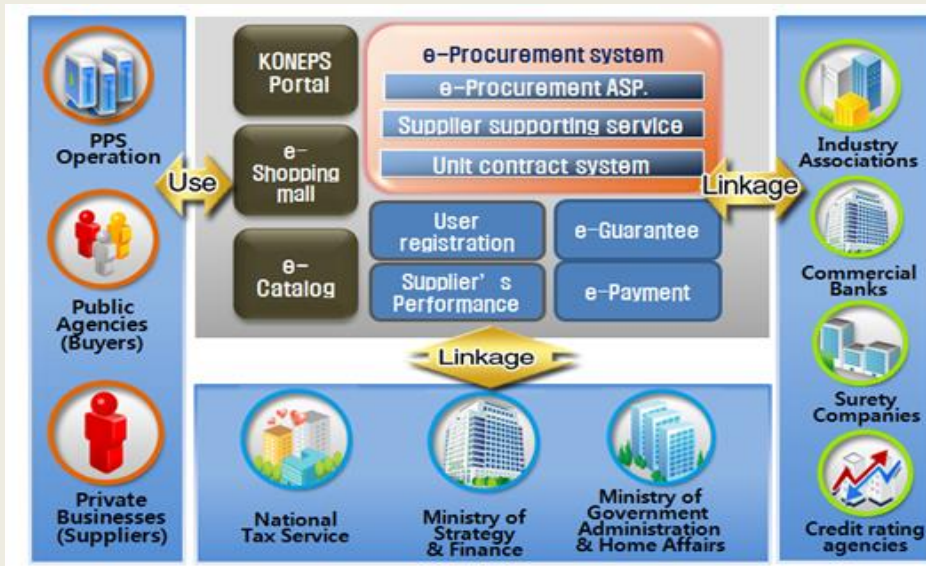 PPS
Operation
Public
Agencies
(Buyers)
Private
Businesses
(Suppliers)
Use
KONEPS
Portal
e-
Shopping
mall
e-
Catalog
e-Procurement system
e-Procurement ASP.
Supplier supporting service
Unit contract system
User
registration
e-Guarantee
Supplier’s
Performance
e-Payment
Linkage
Linkage
National
Tax Service
Ministry of
Strategy
& Finance
Ministry of
Government
Administration
& Home Affairs
Industry
Associations
Commercial
Banks
Surety
Companies
Credit rating
agencies